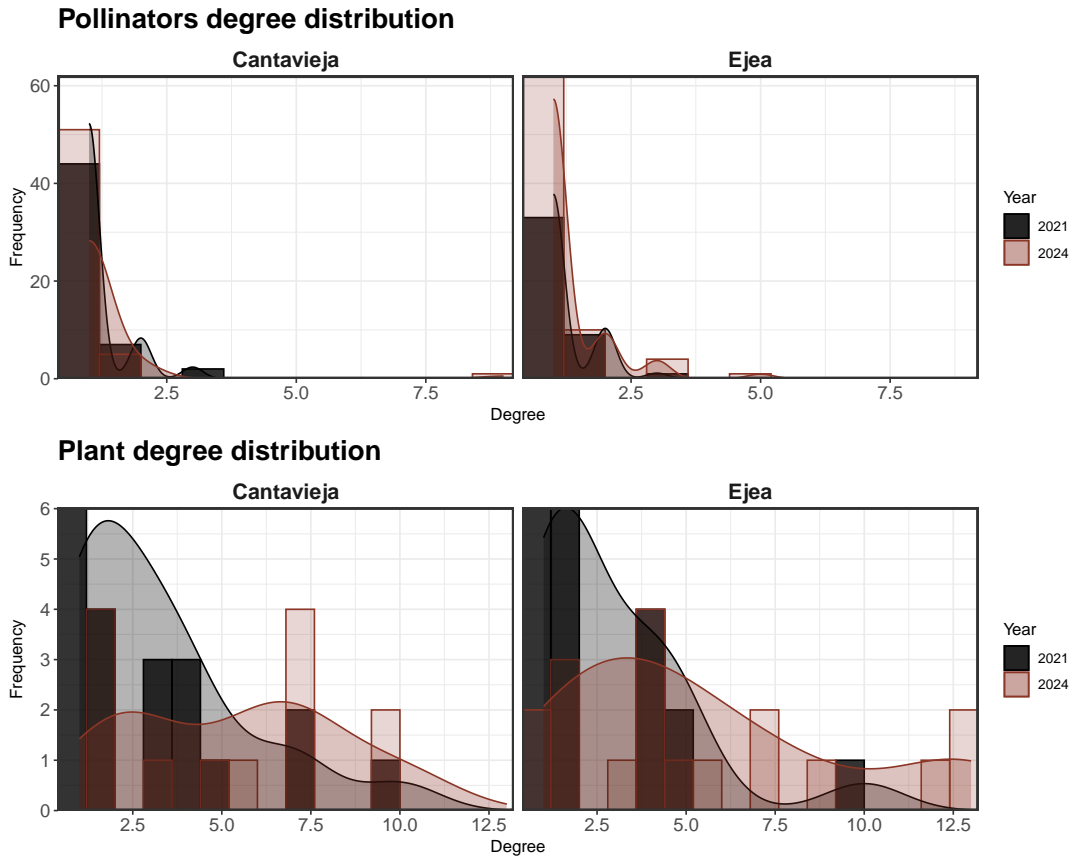 Pollinators degree distribution
Cantavieja Ejea
60
40
20
0
Frequency
2.5 5.0 7.5 2.5 5.0 7.5
Degree
Year
2021
2024
Plant degree distribution
Cantavieja Ejea
6
5
4
3
2
1
0
Frequency
2.5 5.0 7.5 10.0 12.5 2.5 5.0 7.5 10.0 12.5
Degree
Year
2021
2024